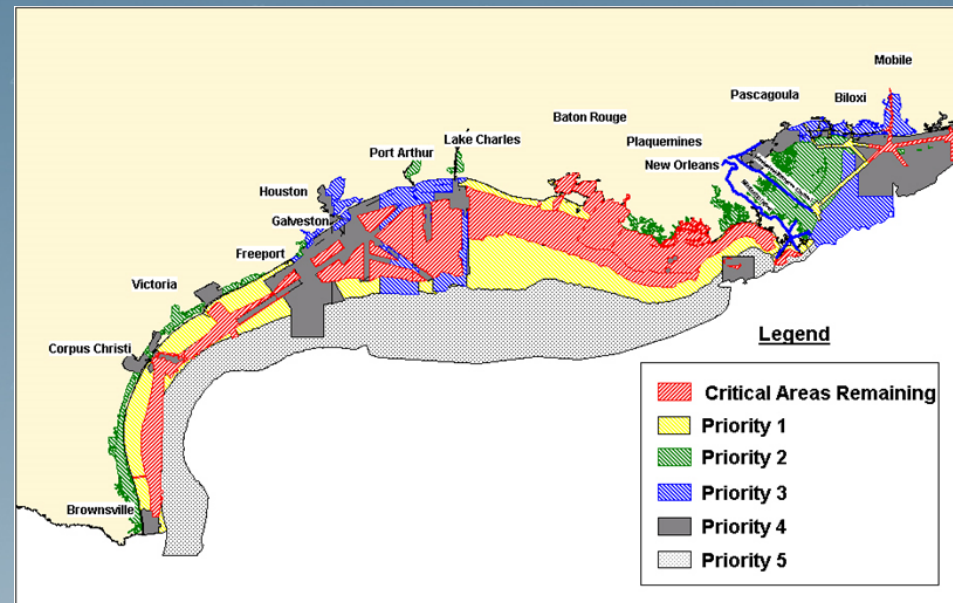 Mobile
Pascagoula
Biloxi
Baton Rouge
Plaquemines
Lake Charles
Port Arthur
New Orleans
Houston
Galveston
Freeport
Victoria
Corpus Christi
Brownsville
Legend
Critical Areas Remaining
Priority 1
Priority 2
Priority 3
Priority 4
Priority 5